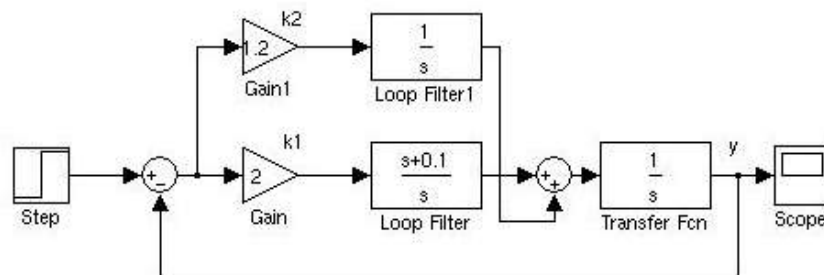 k2
1.2
1
s
Gain1
Loop Filter1
k1
y
+
−
2
s+0.1
s
+
+
1
s
Step
Gain
Loop Filter
Transfer Fcn
Scope